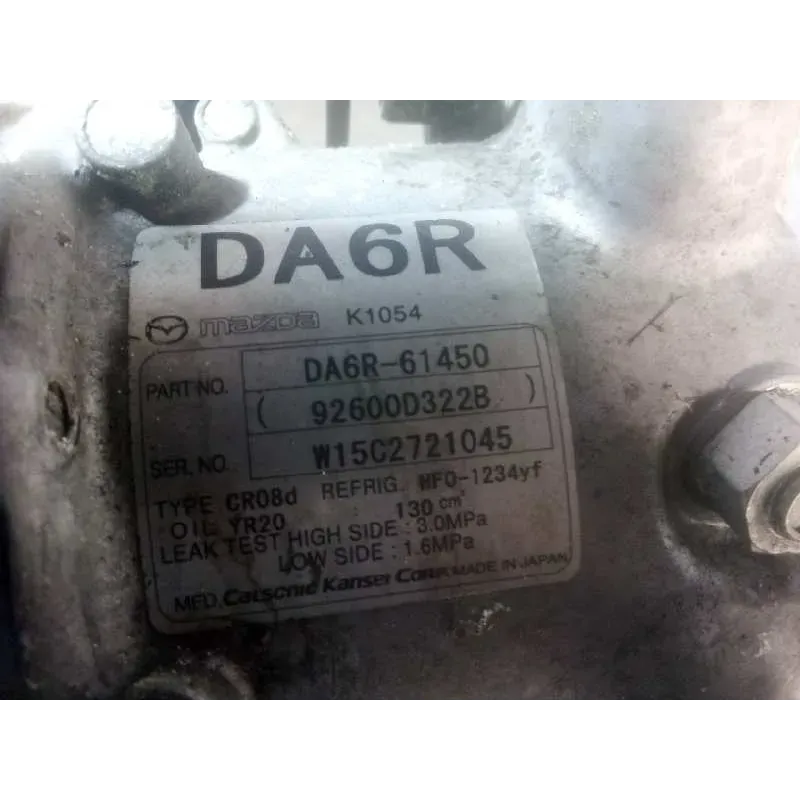 DA6R
mazda K1054
PART NO. DA6R-61450
( 92600D322B )
SER. NO. W15C2721045
TYPE CR08d REFRIG. HFO-1234yf
OIL YR20 : 130 cm³
LEAK TEST HIGH SIDE : 3.0MPa
LOW SIDE : 1.6MPa
MFD. Calsonic Kansei Corp. MADE IN JAPAN